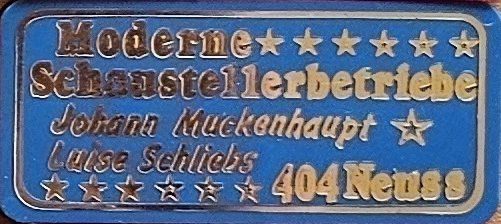 Moderne
Schaustellerbetriebe
Johann Muckenhaupt
Luise Schliebs
404 Neuss